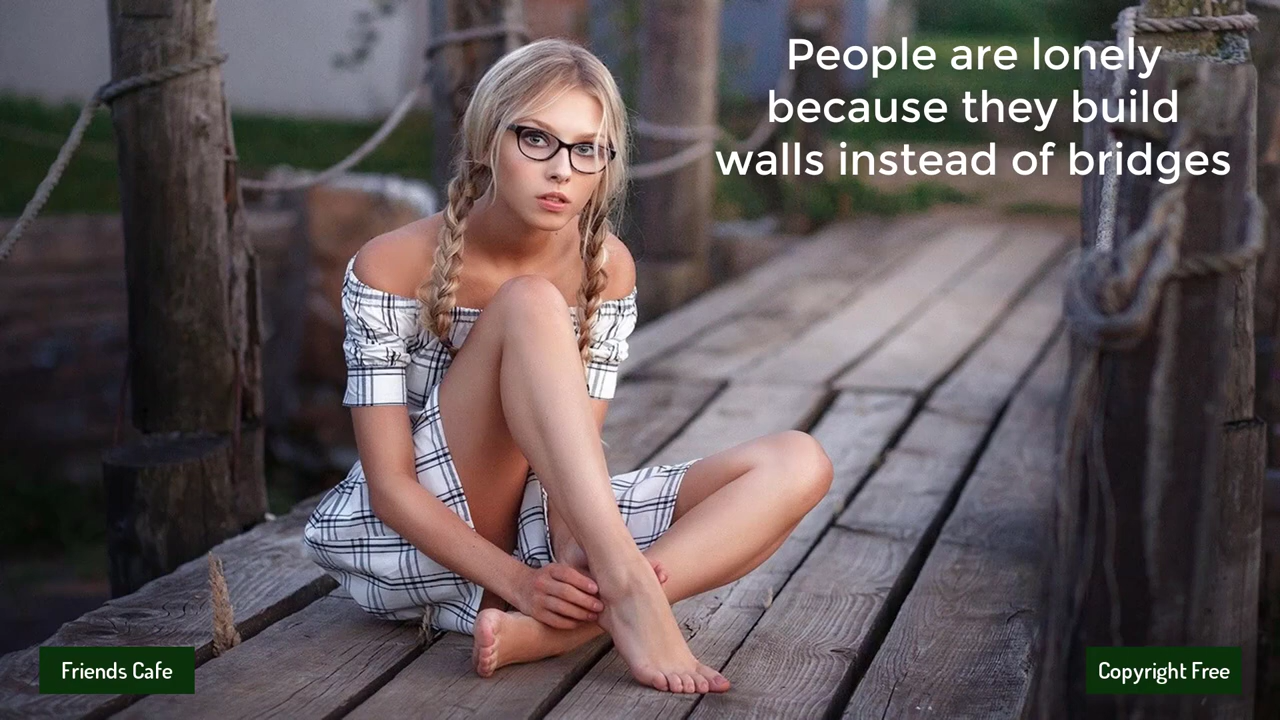 People are lonely
because they build
walls instead of bridges
Friends Cafe
Copyright Free